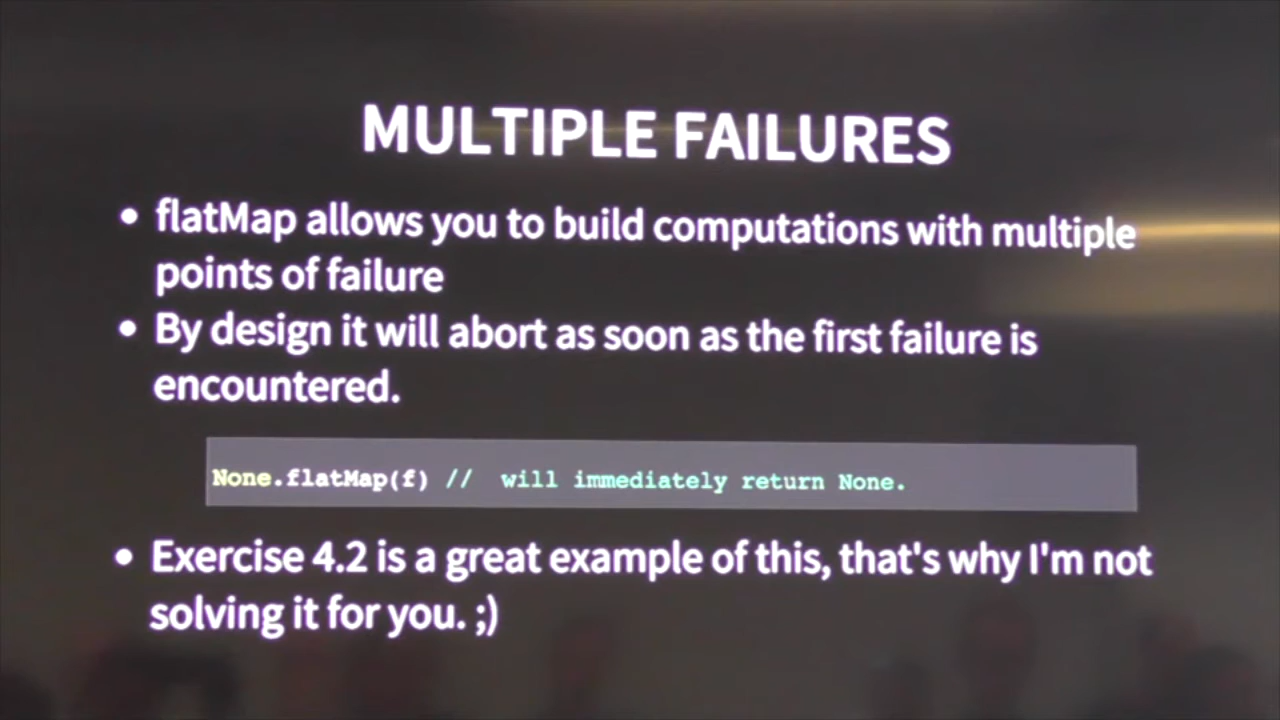 MULTIPLE FAILURES
• flatMap allows you to build computations with multiple
points of failure
• By design it will abort as soon as the first failure is
encountered.
None.flatMap(f) //  will immediately return None.
• Exercise 4.2 is a great example of this, that's why I'm not
solving it for you. ;)